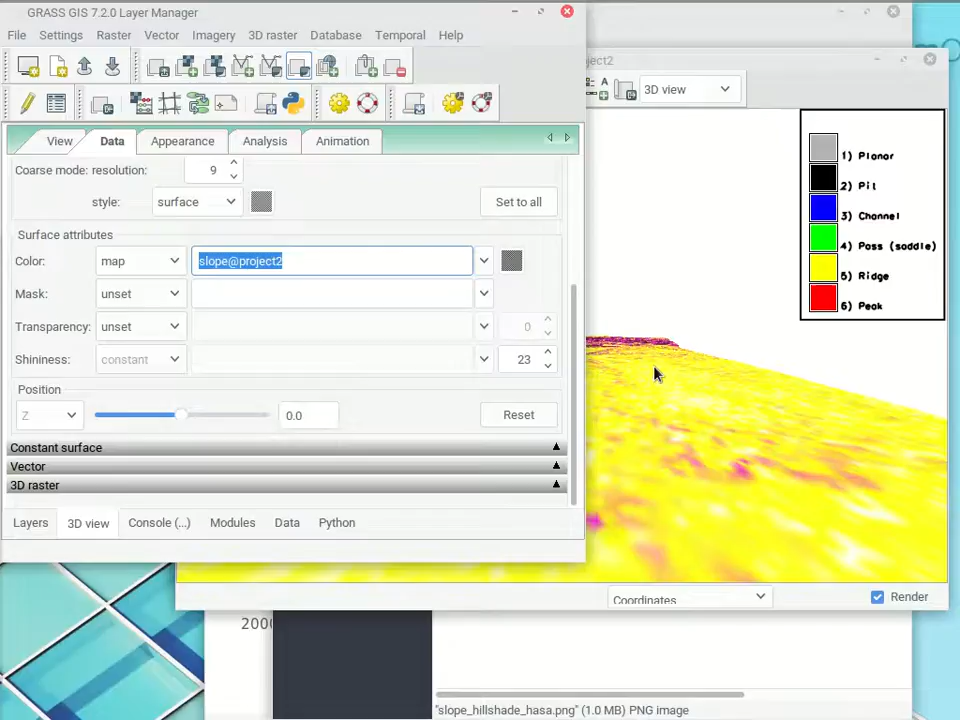 GRASS GIS 7.2.0 Layer Manager
File Settings Raster Vector Imagery 3D raster Database Temporal Help
View Data Appearance Analysis Animation
Coarse mode: resolution: 9
style: surface Set to all
Surface attributes
Color: map slope@project2
Mask: unset
Transparency: unset 0
Shininess: constant 23
Position
Z 0.0 Reset
Constant surface
Vector
3D raster
Layers 3D view Console (...) Modules Data Python
ject2
3D view
1) Planar
2) Pit
3) Channel
4) Pass (saddle)
5) Ridge
6) Peak
Coordinates Render
2000
"slope_hillshade_hasa.png" (1.0 MB) PNG image